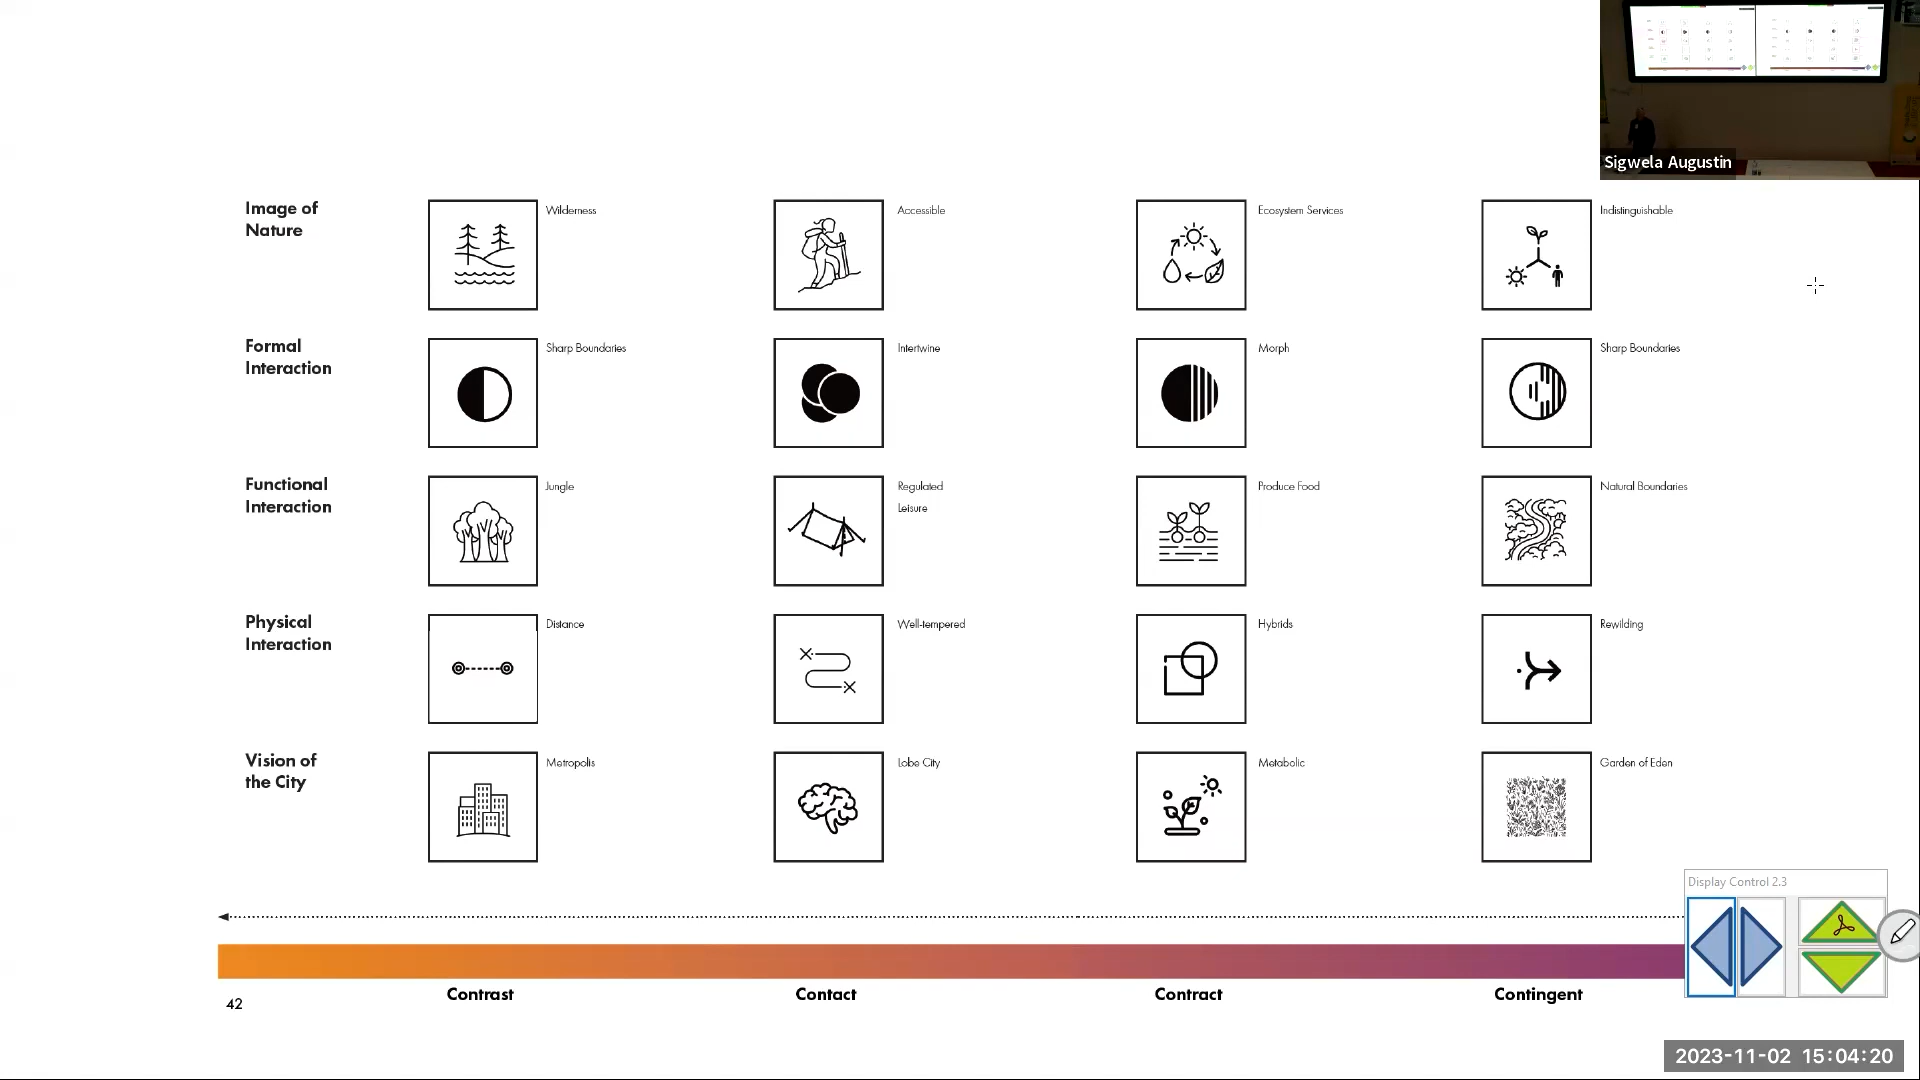 Sigwela Augustin
Image of
Nature
Wilderness
Accessible
Ecosystem Services
Indistinguishable
Formal
Interaction
Sharp Boundaries
Intertwine
Morph
Sharp Boundaries
Functional
Interaction
Jungle
Regulated
Leisure
Produce Food
Natural Boundaries
Physical
Interaction
Distance
Well-tempered
Hybrids
Rewilding
Vision of
the City
Metropolis
Lobe City
Metabolic
Garden of Eden
Display Control 2.3
Contrast
Contact
Contract
Contingent
42
2023-11-02 15:04:20